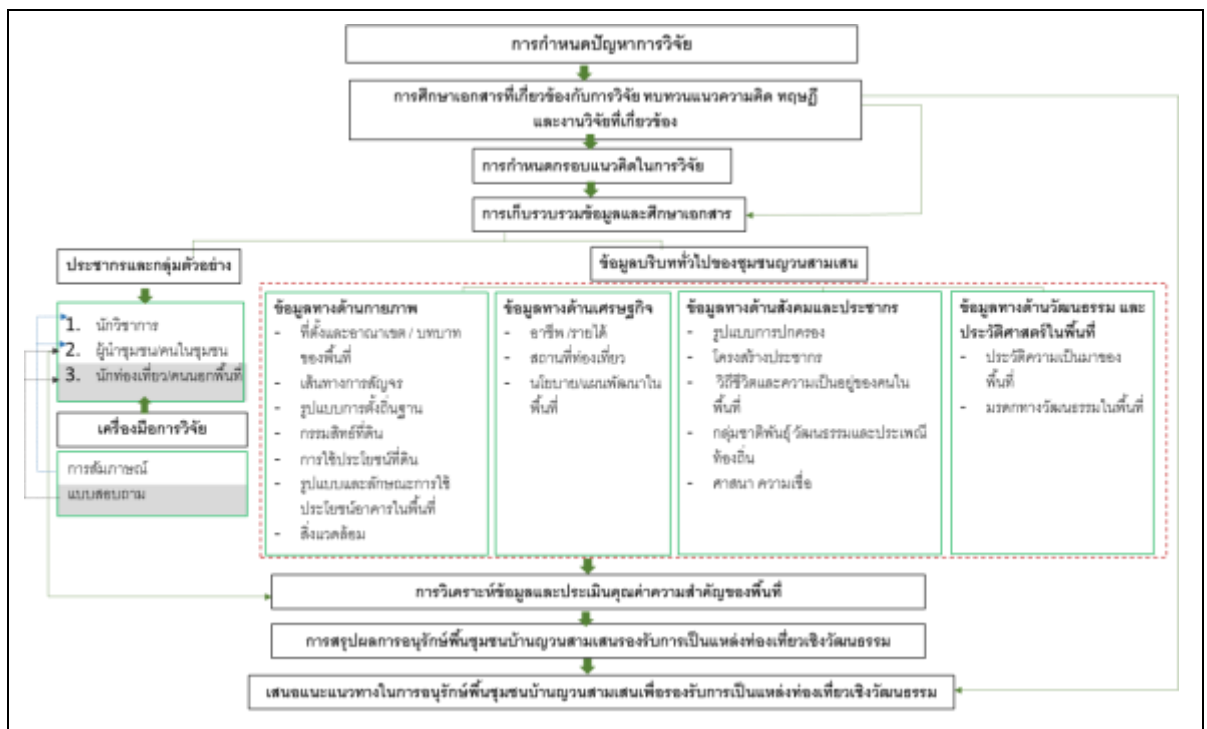 การกำหนดปัญหาการวิจัย
การศึกษาเอกสารที่เกี่ยวข้องกับการวิจัย ทบทวนแนวความคิด ทฤษฎี
และงานวิจัยที่เกี่ยวข้อง
การกำหนดกรอบแนวคิดในการวิจัย
การเก็บรวบรวมข้อมูลและศึกษาเอกสาร
ประชากรและกลุ่มตัวอย่าง
1. นักวิชาการ
2. ผู้นำชุมชน/คนในชุมชน
3. นักท่องเที่ยว/คนนอกพื้นที่
เครื่องมือการวิจัย
การสัมภาษณ์
แบบสอบถาม
ข้อมูลบริบททั่วไปของชุมชนญวนสามเสน
ข้อมูลทางด้านกายภาพ
- ที่ตั้งและอาณาเขต / บทบาท
ของพื้นที่
- เส้นทางการสัญจร
- รูปแบบการตั้งถิ่นฐาน
- กรรมสิทธ์ที่ดิน
- การใช้ประโยชน์ที่ดิน
- รูปแบบและลักษณะการใช้
ประโยชน์อาคารในพื้นที่
- สิ่งแวดล้อม
ข้อมูลทางด้านเศรษฐกิจ
- อาชีพ /รายได้
- สถานที่ท่องเที่ยว
- นโยบาย/แผนพัฒนาใน
พื้นที่
ข้อมูลทางด้านสังคมและประชากร
- รูปแบบการปกครอง
- โครงสร้างประชากร
- วิถีชีวิตและความเป็นอยู่ของคนใน
พื้นที่
- กลุ่มชาติพันธุ์ วัฒนธรรมและประเพณี
ท้องถิ่น
- ศาสนา ความเชื่อ
ข้อมูลทางด้านวัฒนธรรม และ
ประวัติศาสตร์ในพื้นที่
- ประวัติความเป็นมาของ
พื้นที่
- มรดกทางวัฒนธรรมในพื้นที่
การวิเคราะห์ข้อมูลและประเมินคุณค่าความสำคัญของพื้นที่
การสรุปผลการอนุรักษ์พื้นชุมชนบ้านญวนสามเสนรองรับการเป็นแหล่งท่องเที่ยวเชิงวัฒนธรรม
เสนอแนะแนวทางในการอนุรักษ์พื้นชุมชนบ้านญวนสามเสนเพื่อรองรับการเป็นแหล่งท่องเที่ยวเชิงวัฒนธรรม